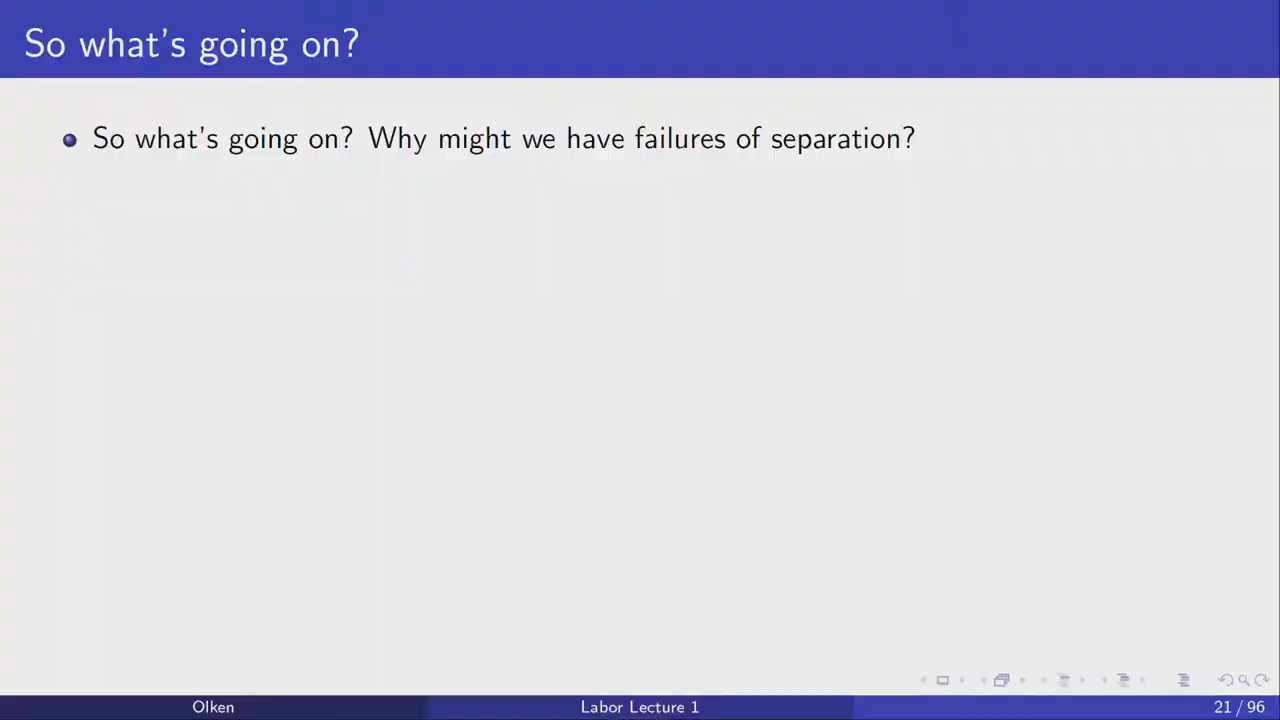 So what's going on?
So what's going on? Why might we have failures of separation?
Olken
Labor Lecture 1
21 / 96